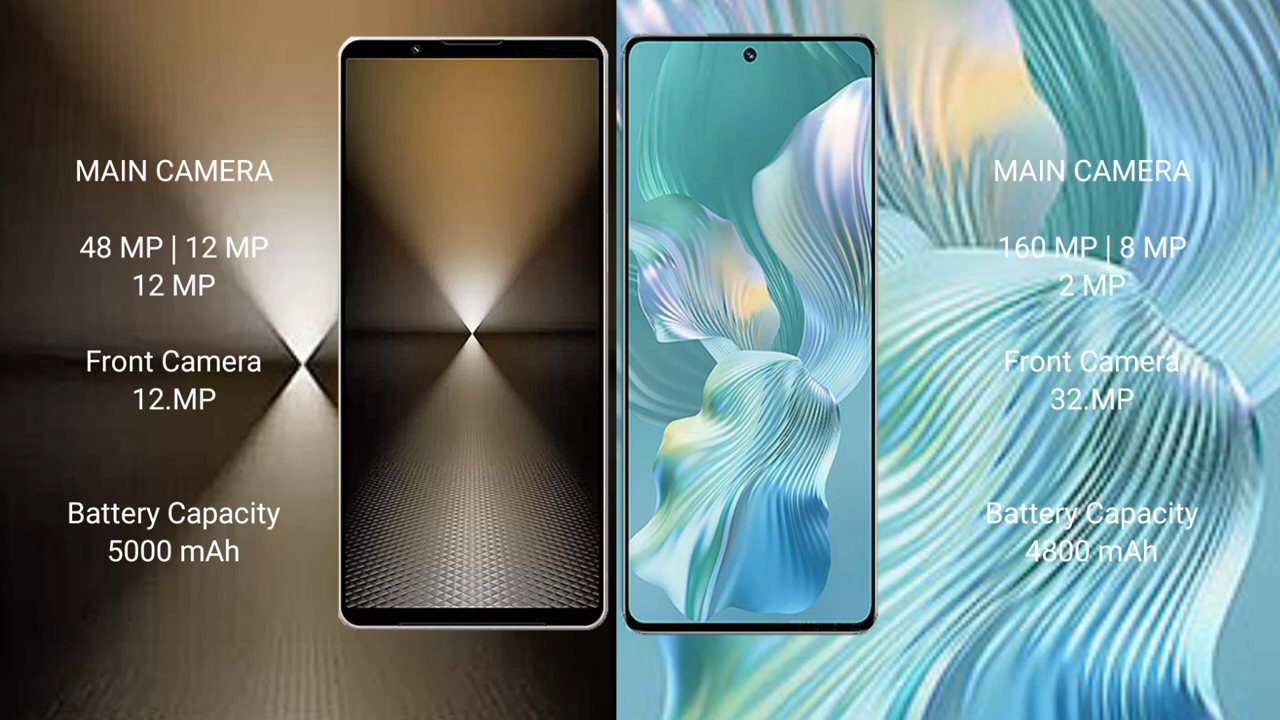 MAIN CAMERA
48 MP | 12 MP
12 MP
Front Camera
12.MP
Battery Capacity
5000 mAh
MAIN CAMERA
160 MP | 8 MP
2 MP
Front Camera
32.MP
Battery Capacity
4800 mAh